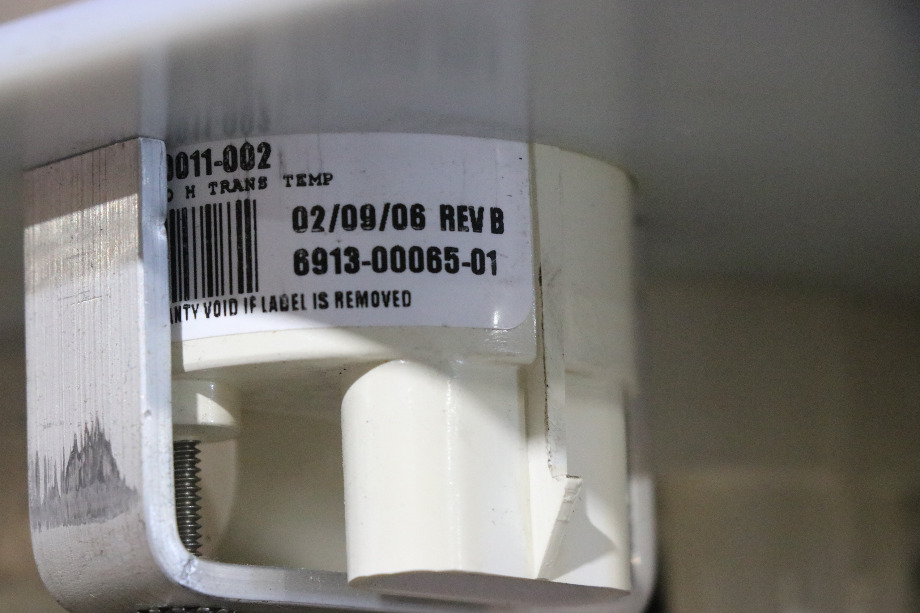 0011-002
H TRANS TEMP
02/09/06 REV B
6913-00065-01
ANTY VOID IF LABEL IS REMOVED